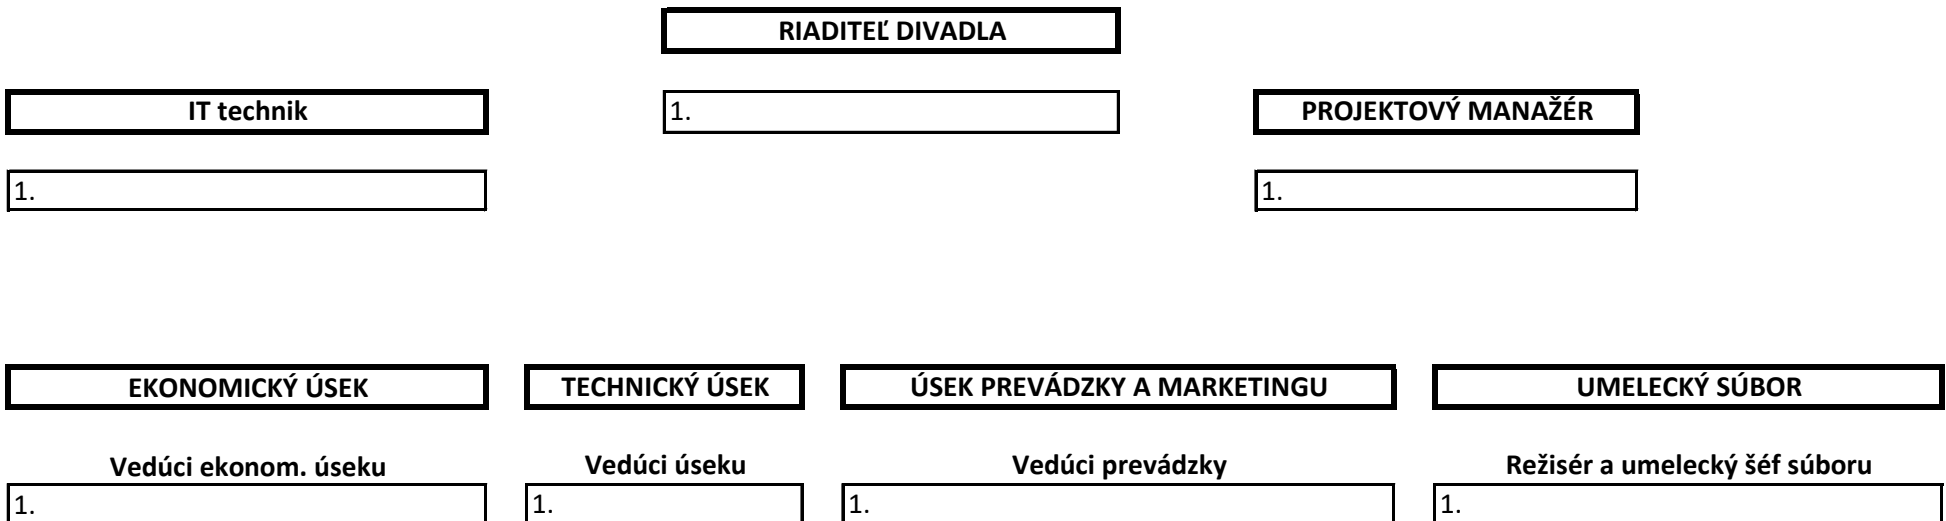 RIADITEĽ DIVADLA
IT technik
1.
PROJEKTOVÝ MANAŽÉR
1.
1.
EKONOMICKÝ ÚSEK
TECHNICKÝ ÚSEK
ÚSEK PREVÁDZKY A MARKETINGU
UMELECKÝ SÚBOR
Vedúci ekonom. úseku
Vedúci úseku
Vedúci prevádzky
Režisér a umelecký šéf súboru
1.
1.
1.
1.